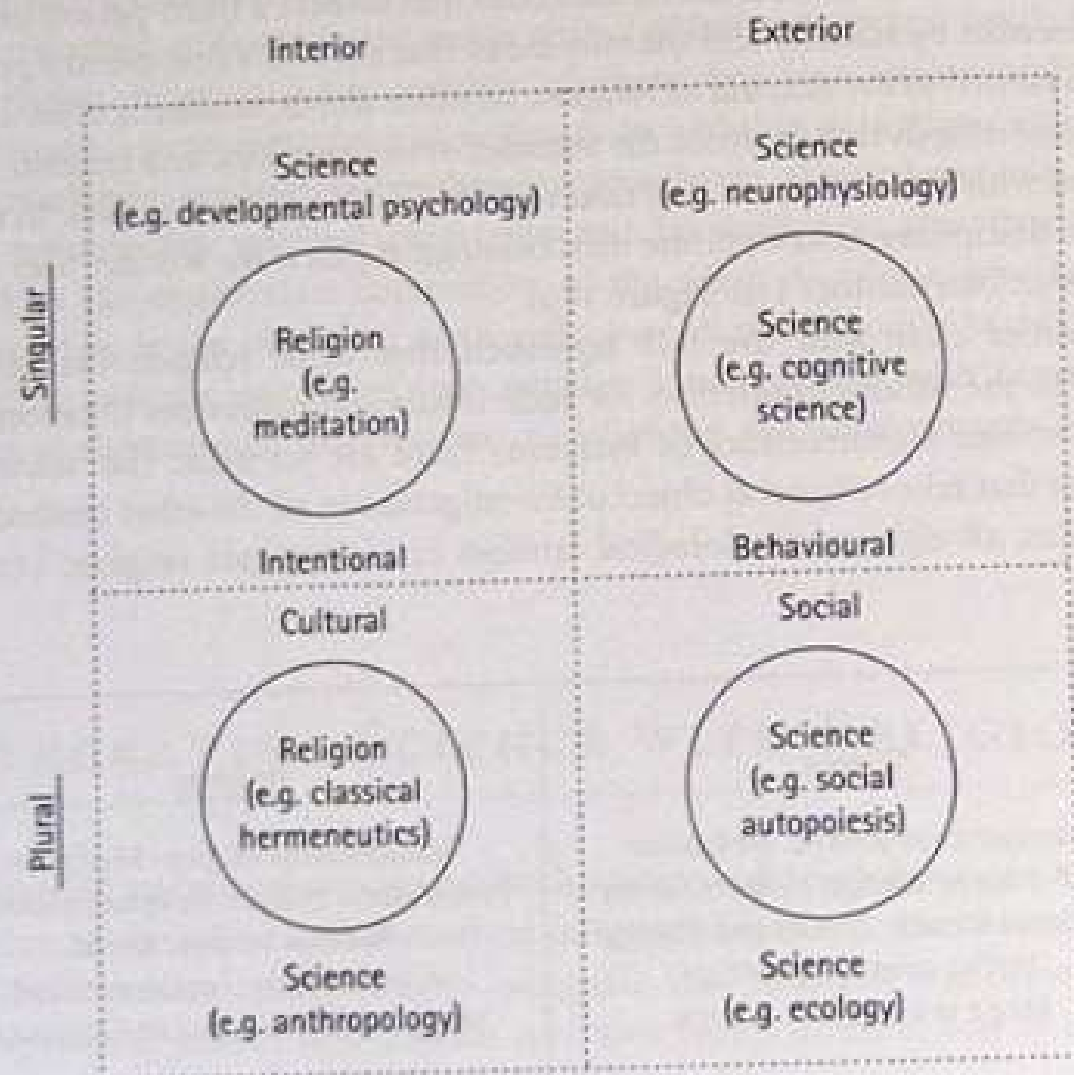 Interior
Exterior
Singular
Science
(e.g. developmental psychology)
Religion
(e.g.
meditation)
Intentional
Science
(e.g. neurophysiology)
Science
(e.g. cognitive
science)
Behavioural
Plural
Cultural
Religion
(e.g. classical
hermeneutics)
Science
(e.g. anthropology)
Social
Science
(e.g. social
autopoiesis)
Science
(e.g. ecology)